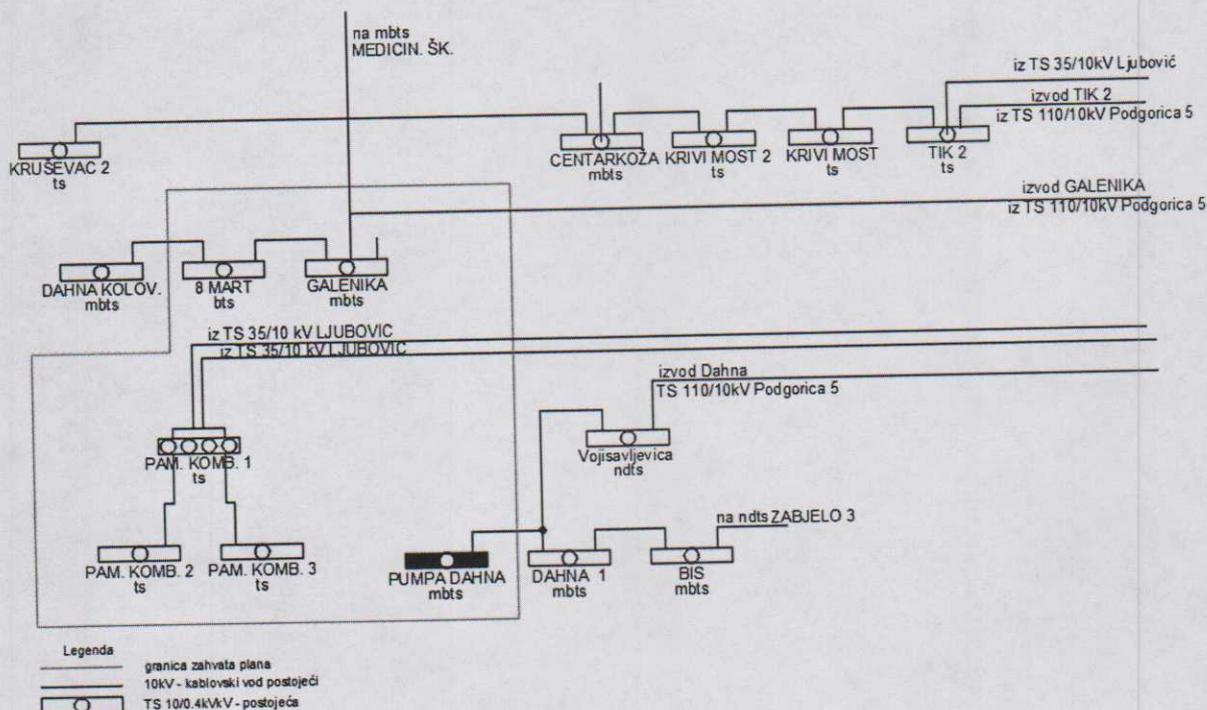 na mbts
MEDICIN. ŠK.
iz TS 35/10kV Ljubović
izvod TIK 2
iz TS 110/10kV Podgorica 5
KRUŠEVAC 2
ts
CENTARKOŽA
mbts
KRIVI MOST 2
ts
KRIVI MOST
ts
TIK 2
ts
izvod GALENIKA
iz TS 110/10kV Podgorica 5
DAHNA KOLOV.
mbts
8 MART
bts
GALENIKA
mbts
iz TS 35/10 kV LJUBOVIC
iz TS 35/10 kV LJUBOVIC
izvod Dahna
TS 110/10kV Podgorica 5
PAM. KOMB. 1
ts
Vojisavljevica
ndts
na ndts ZABJELO 3
PAM. KOMB. 2
ts
PAM. KOMB. 3
ts
PUMPA DAHNA
mbts
DAHNA 1
mbts
BIS
mbts
Legenda
granica zahvata plana
10kV - kablovski vod postojeći
TS 10/0.4kVkV - postojeća